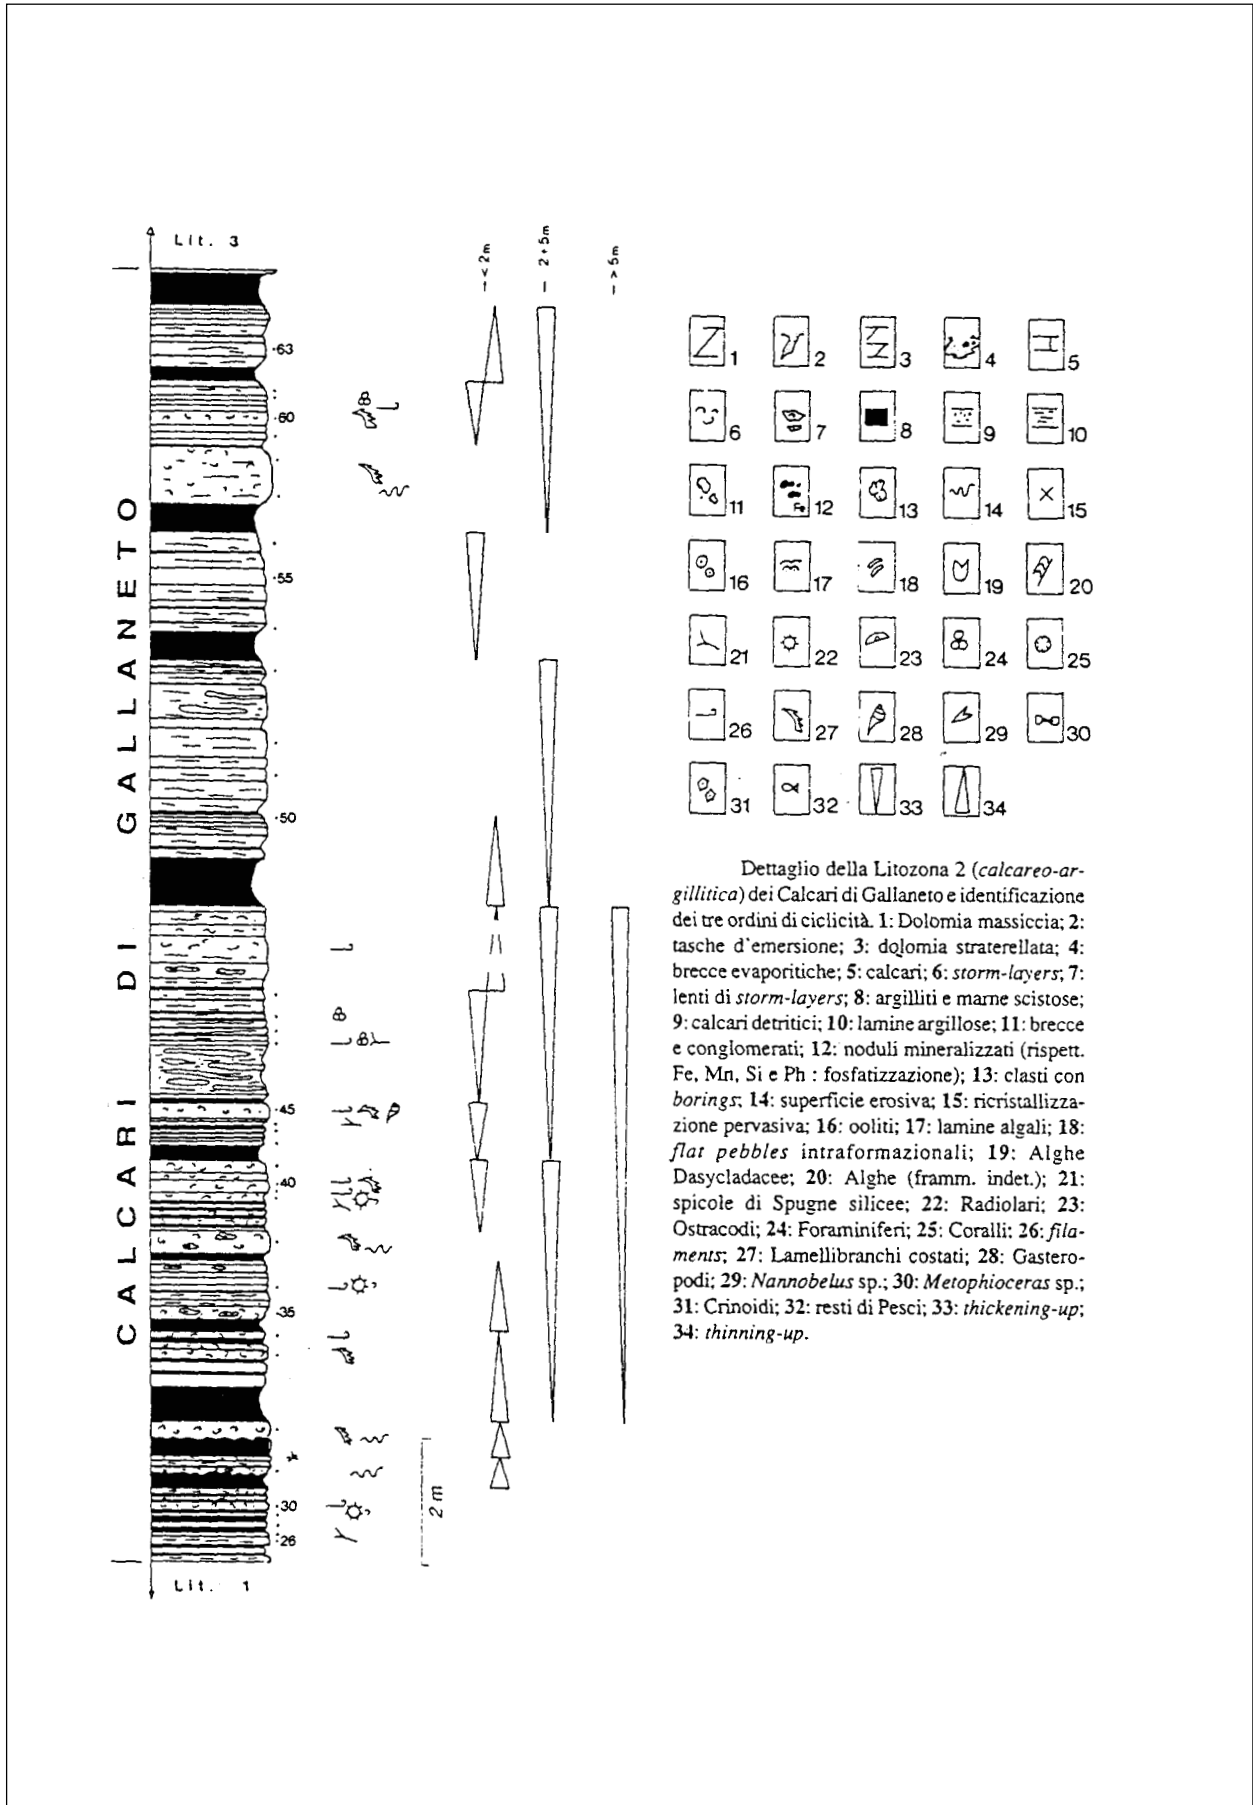 Lit. 3
→ < 2m
— 2 ÷ 5m
→ > 5m
CALCARI DI GALLANETO
·63
·60
·55
·50
·45
·40
·35
·30
·26
2 m
Lit. 1
1 2 3 4 5
6 7 8 9 10
11 Fe 12 13 14 15
16 17 18 19 20
21 22 23 24 25
26 27 28 29 30
31 32 33 34
Dettaglio della Litozona 2 (calcareo-ar-
gillitica) dei Calcari di Gallaneto e identificazione
dei tre ordini di ciclicità. 1: Dolomia massiccia; 2:
tasche d'emersione; 3: dolomia straterellata; 4:
brecce evaporitiche; 5: calcari; 6: storm-layers; 7:
lenti di storm-layers; 8: argilliti e marne scistose;
9: calcari detritici; 10: lamine argillose; 11: brecce
e conglomerati; 12: noduli mineralizzati (rispett.
Fe, Mn, Si e Ph : fosfatizzazione); 13: clasti con
borings; 14: superficie erosiva; 15: ricristallizza-
zione pervasiva; 16: ooliti; 17: lamine algali; 18:
flat pebbles intraformazionali; 19: Alghe
Dasycladacee; 20: Alghe (framm. indet.); 21:
spicole di Spugne silicee; 22: Radiolari; 23:
Ostracodi; 24: Foraminiferi; 25: Coralli; 26: fila-
ments; 27: Lamellibranchi costati; 28: Gastero-
podi; 29: Nannobelus sp.; 30: Metophioceras sp.;
31: Crinoidi; 32: resti di Pesci; 33: thickening-up;
34: thinning-up.